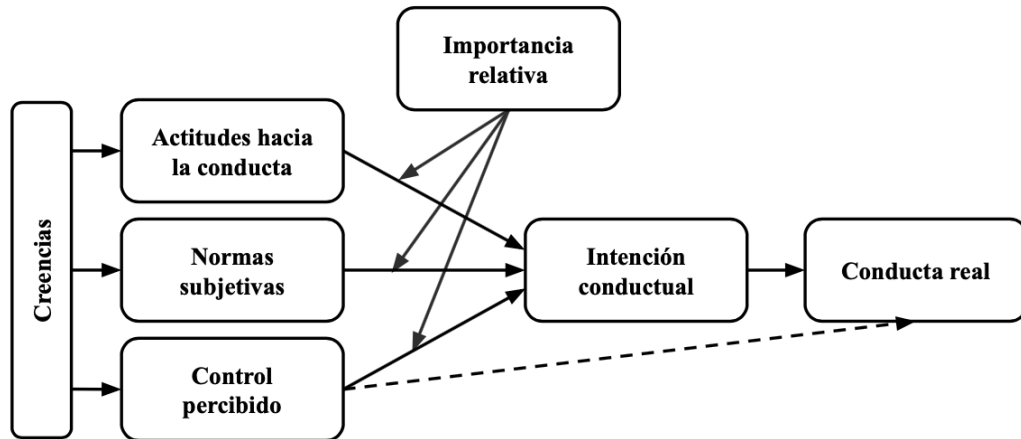 Importancia
relativa
Creencias
Actitudes hacia
la conducta
Normas
subjetivas
Control
percibido
Intención
conductual
Conducta real